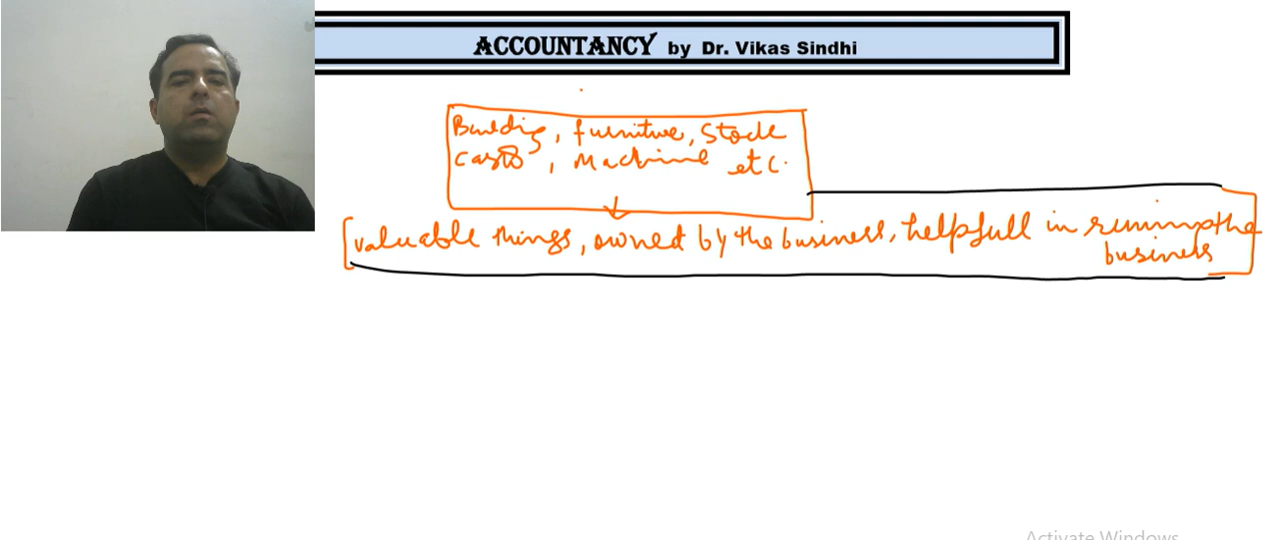 ACCOUNTANCY by Dr. Vikas Sindhi
Building, furniture, Stock
Cash, Machine etc.
valuable things, owned by the business, helpfull in running the
business
Activate Windows